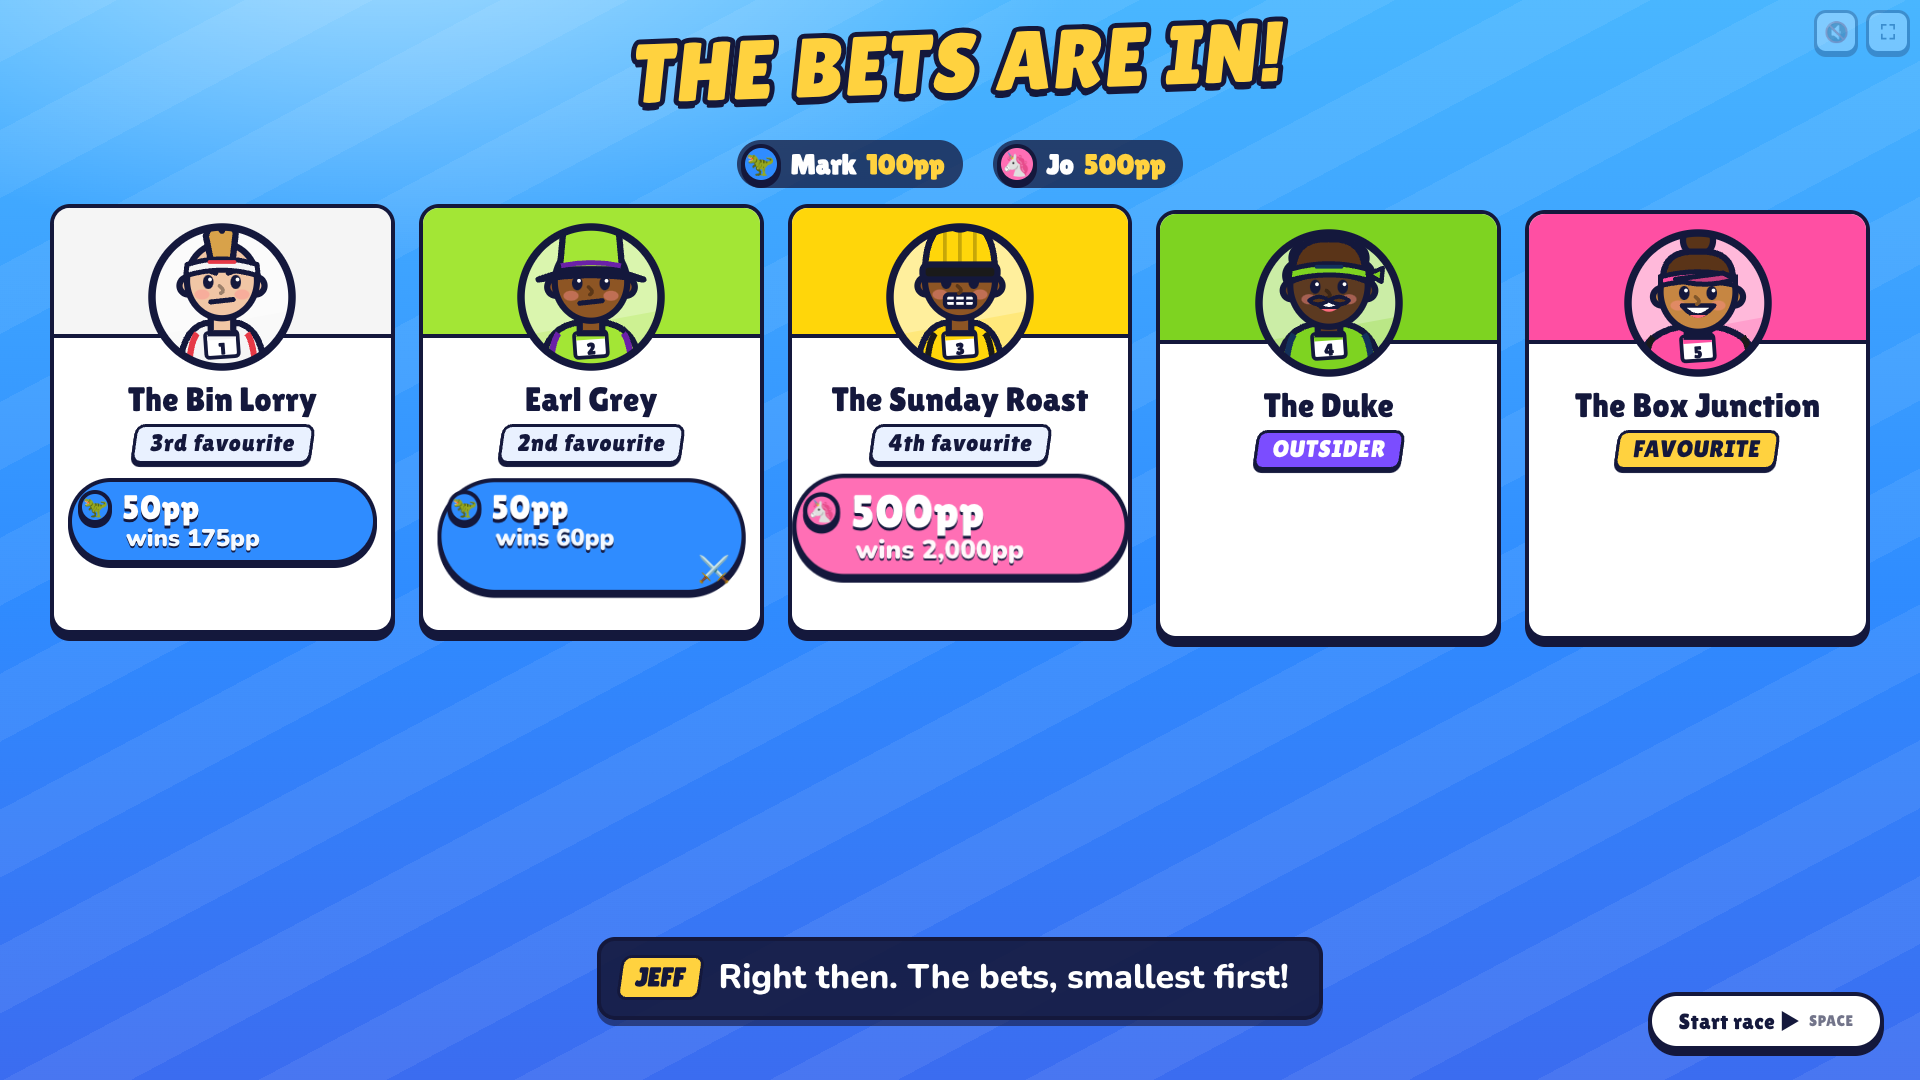 THE BETS ARE IN!
Mark 100pp
Jo 500pp
1
The Bin Lorry
3rd favourite
50pp
wins 175pp
2
Earl Grey
2nd favourite
50pp
wins 60pp
3
The Sunday Roast
4th favourite
500pp
wins 2,000pp
4
The Duke
OUTSIDER
5
The Box Junction
FAVOURITE
JEFF Right then. The bets, smallest first!
Start race ▶ SPACE